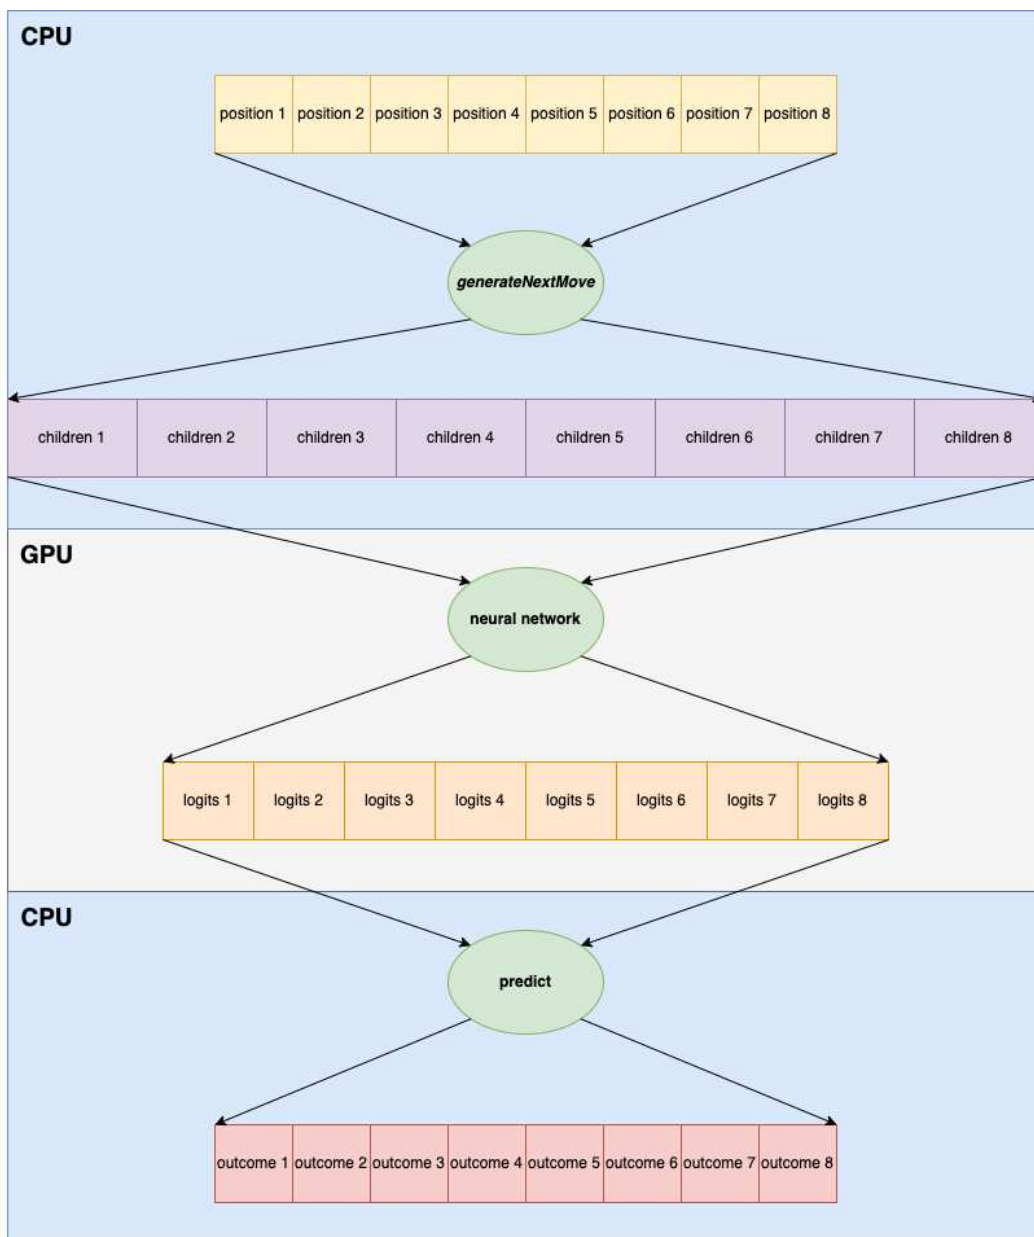 CPU
position 1 position 2 position 3 position 4 position 5 position 6 position 7 position 8
generateNextMove
children 1 children 2 children 3 children 4 children 5 children 6 children 7 children 8
GPU
neural network
logits 1 logits 2 logits 3 logits 4 logits 5 logits 6 logits 7 logits 8
CPU
predict
outcome 1 outcome 2 outcome 3 outcome 4 outcome 5 outcome 6 outcome 7 outcome 8